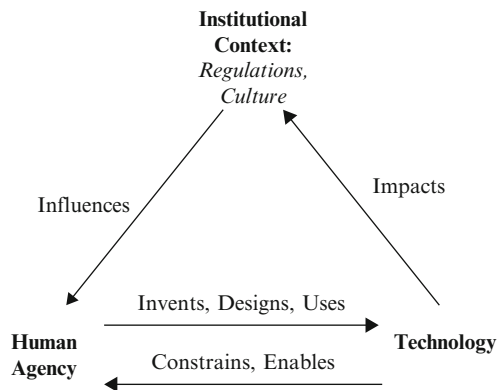 Institutional
Context:
Regulations,
Culture
Influences
Impacts
Invents, Designs, Uses
Human
Agency
Technology
Constrains, Enables